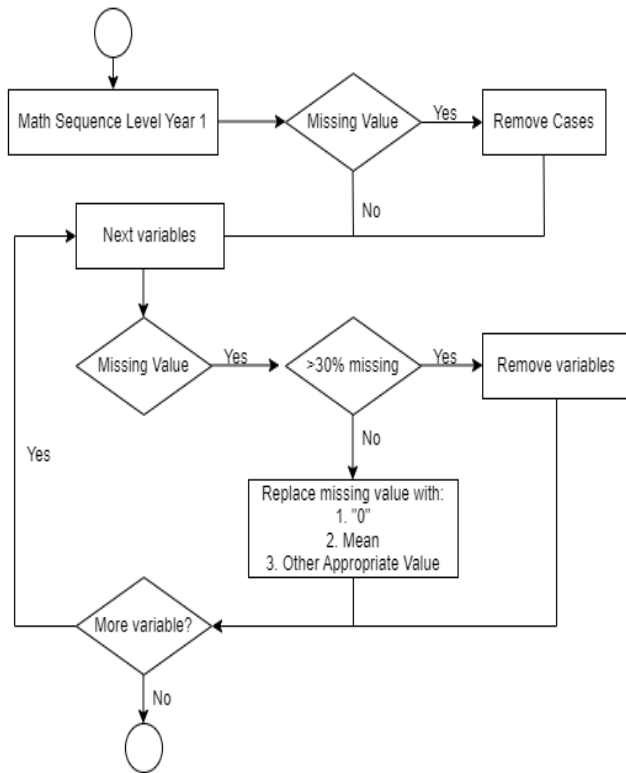 Math Sequence Level Year 1
Missing Value
Yes
Remove Cases
No
Next variables
Missing Value
Yes
>30% missing
Yes
Remove variables
No
Yes
Replace missing value with:
1. "0"
2. Mean
3. Other Appropriate Value
More variable?
No